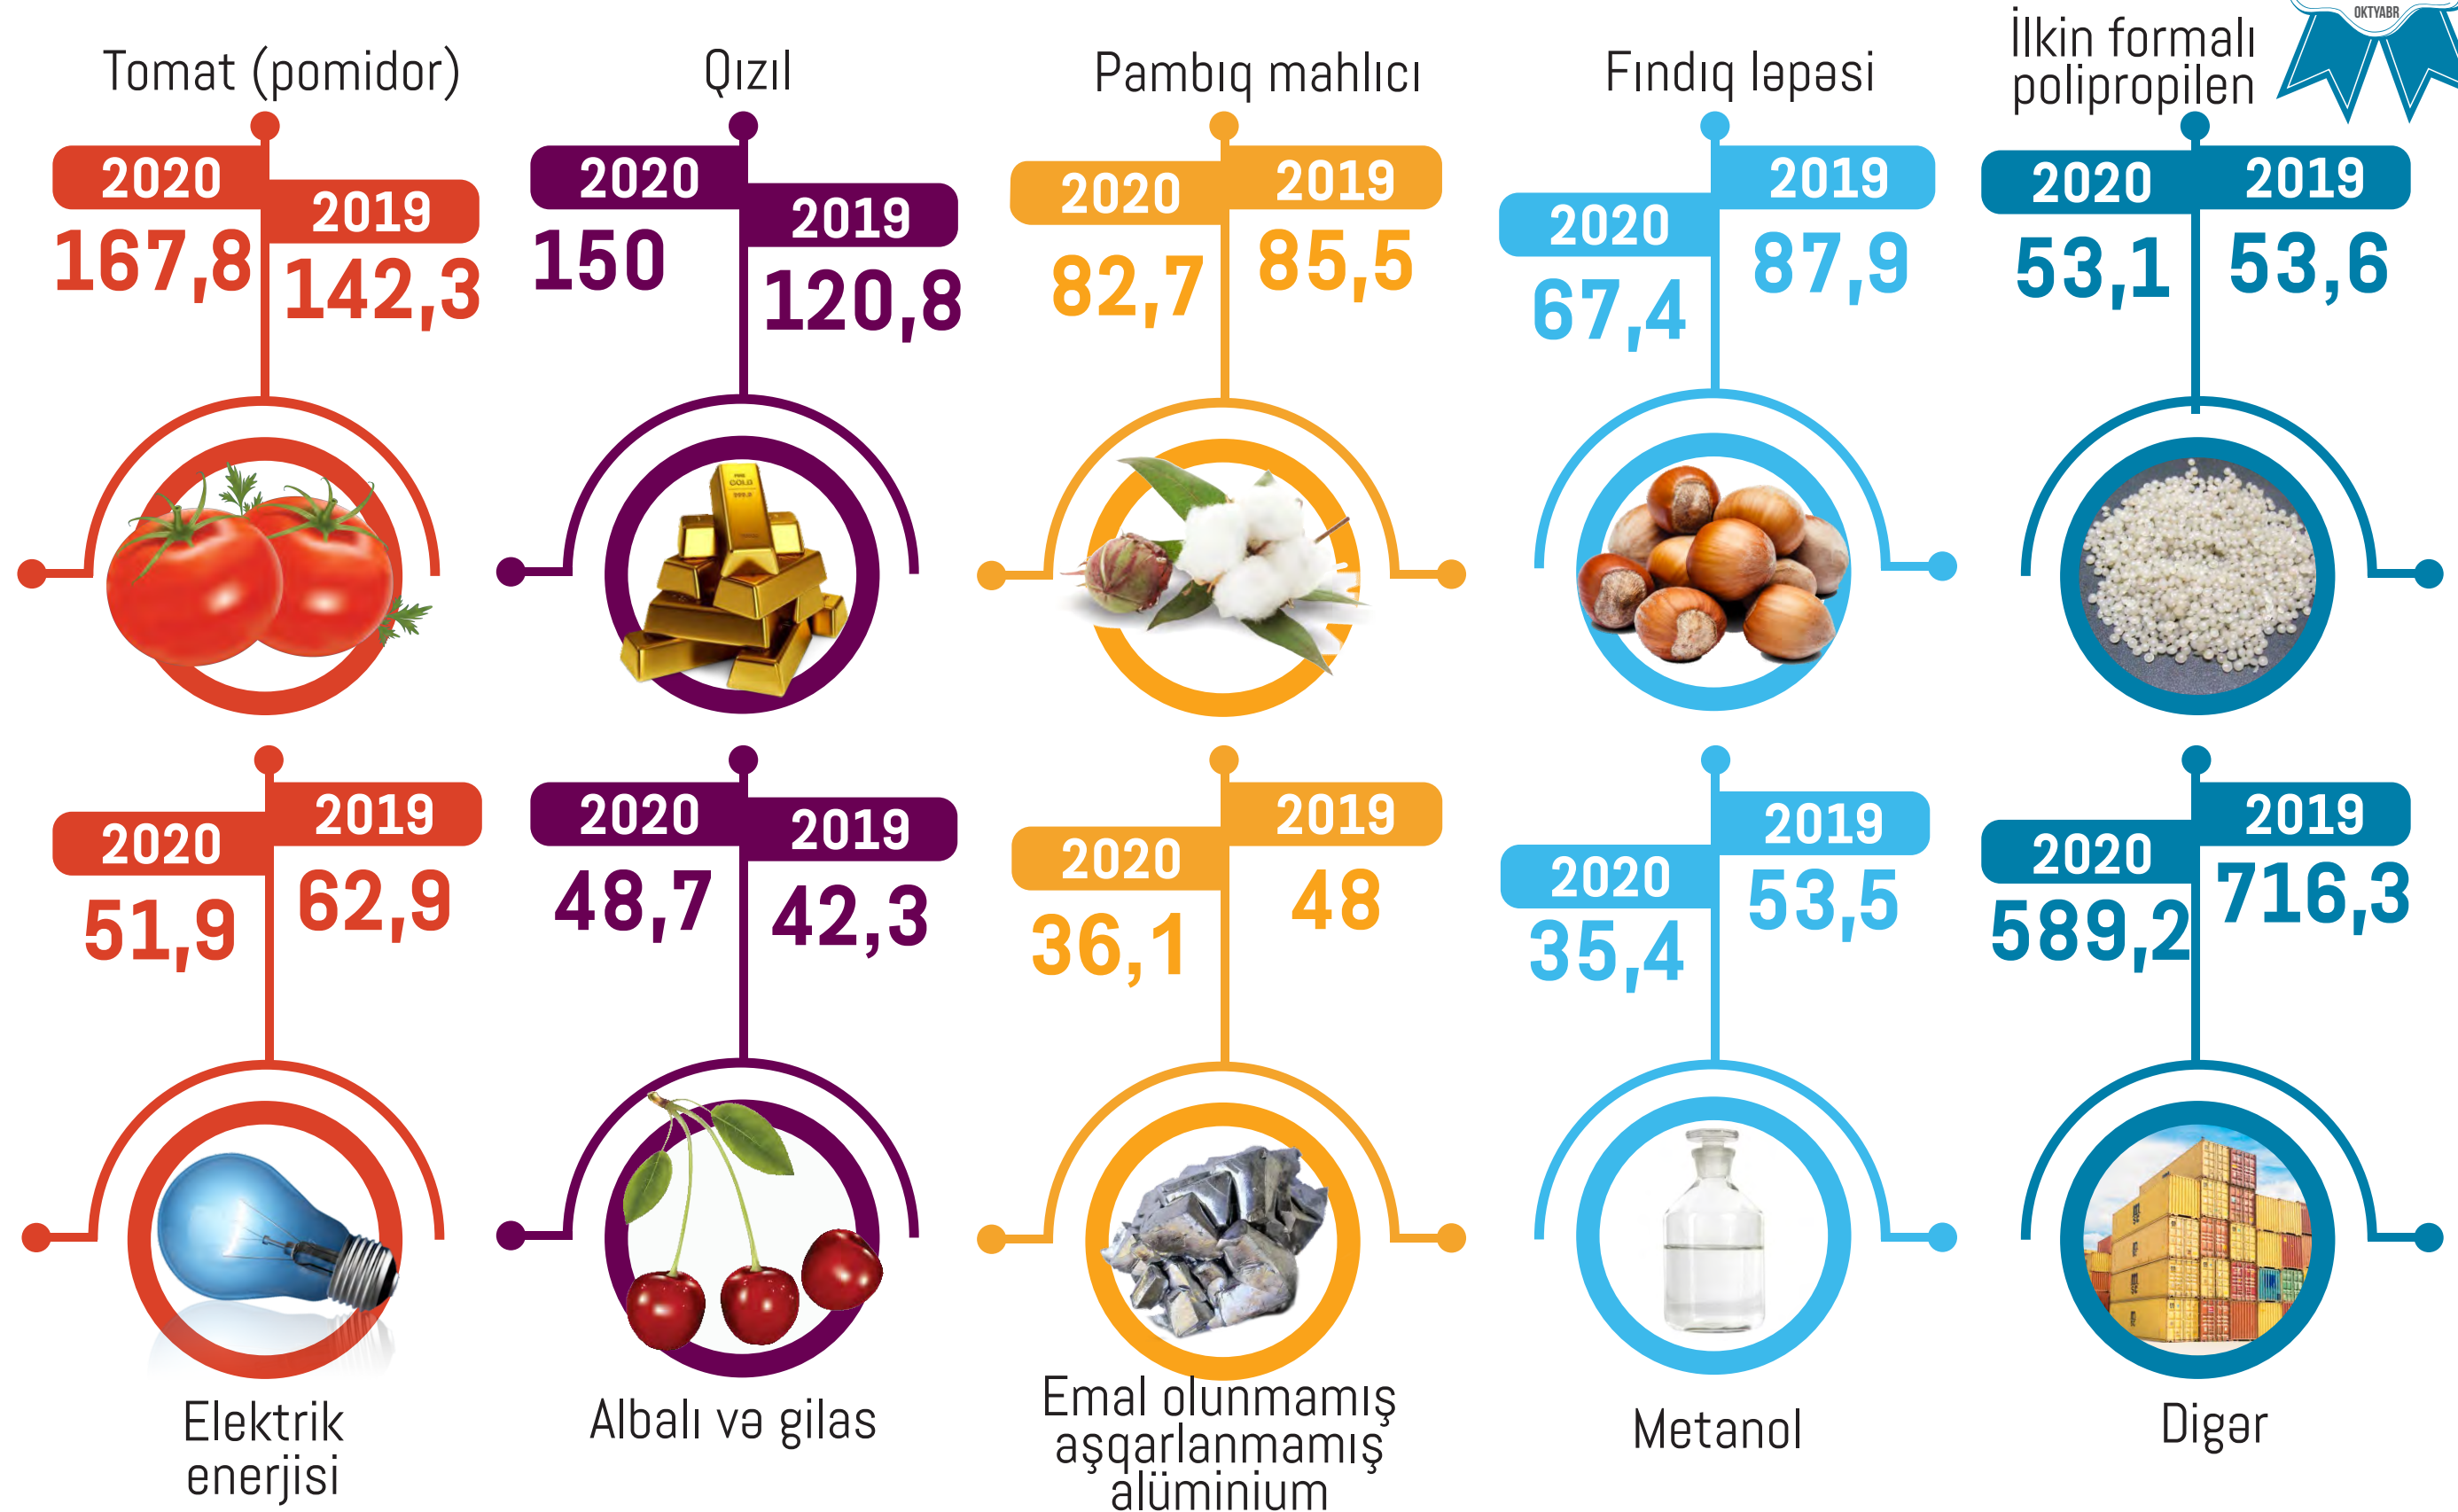 OKTYABR
Tomat (pomidor)
2020
2019
167,8
142,3
Qızıl
2020
2019
150
120,8
FINE
GOLD
999.9
Pambıq mahlıcı
2020
2019
82,7
85,5
Fındıq ləpəsi
2020
2019
67,4
87,9
İlkin formalı
polipropilen
2020
2019
53,1
53,6
2020
2019
51,9
62,9
Elektrik
enerjisi
2020
2019
48,7
42,3
Albalı və gilas
2020
2019
36,1
48
Emal olunmamış
aşqarlanmamış
alüminium
2020
2019
35,4
53,5
Metanol
2020
2019
589,2
716,3
Digər